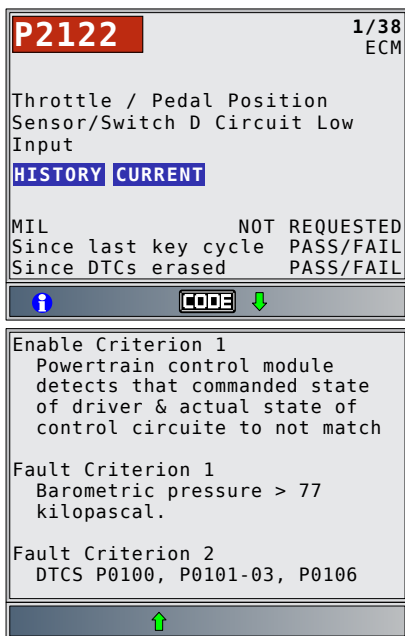 P2122 1/38
ECM
Throttle / Pedal Position
Sensor/Switch D Circuit Low
Input
HISTORY CURRENT
MIL NOT REQUESTED
Since last key cycle PASS/FAIL
Since DTCs erased PASS/FAIL
i CODE
Enable Criterion 1
Powertrain control module
detects that commanded state
of driver & actual state of
control circuite to not match
Fault Criterion 1
Barometric pressure > 77
kilopascal.
Fault Criterion 2
DTCS P0100, P0101-03, P0106